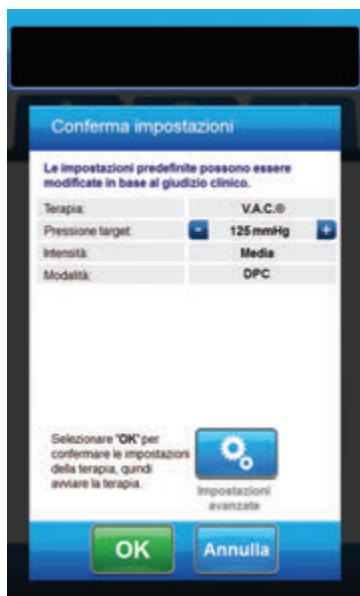 Conferma impostazioni
Le impostazioni predefinite possono essere
modificate in base al giudizio clinico.
Terapia: V.A.C.®
Pressione target: - 125 mmHg +
Intensità: Media
Modalità: DPC
Selezionare "OK" per
confermare le impostazioni
della terapia, quindi
avviare la terapia.
Impostazioni
avanzate
OK Annulla